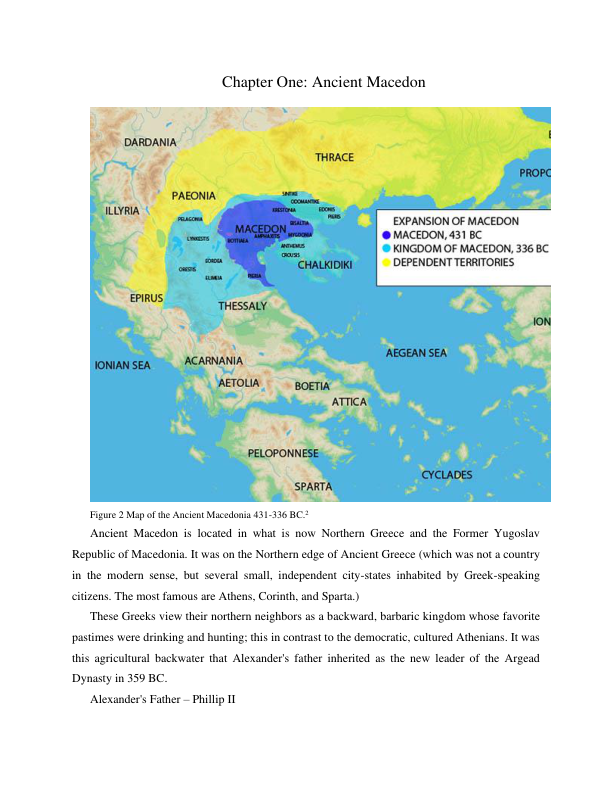 Chapter One: Ancient Macedon
DARDANIA
THRACE
PROPO
PAEONIA
SINTIKE
ODOMANTIKE
ILLYRIA
KRESTONIA
EDONIS
PIERIS
PELAGONIA
BISALTIA
EXPANSION OF MACEDON
MACEDON, 431 BC
KINGDOM OF MACEDON, 336 BC
DEPENDENT TERRITORIES
MACEDON
LYNKESTIS
BOTTIAIA
AMPHAXITIS
MYGDONIA
ANTHEMUS
CROUSIS
CHALKIDIKI
EORDEA
ORESTIS
ELIMEIA
PIERIA
EPIRUS
THESSALY
ION
AEGEAN SEA
IONIAN SEA
ACARNANIA
AETOLIA
BOETIA
ATTICA
PELOPONNESE
CYCLADES
SPARTA
Figure 2 Map of the Ancient Macedonia 431-336 BC.²
Ancient Macedon is located in what is now Northern Greece and the Former Yugoslav
Republic of Macedonia. It was on the Northern edge of Ancient Greece (which was not a country
in the modern sense, but several small, independent city-states inhabited by Greek-speaking
citizens. The most famous are Athens, Corinth, and Sparta.)
These Greeks view their northern neighbors as a backward, barbaric kingdom whose favorite
pastimes were drinking and hunting; this in contrast to the democratic, cultured Athenians. It was
this agricultural backwater that Alexander's father inherited as the new leader of the Argead
Dynasty in 359 BC.
Alexander's Father – Phillip II